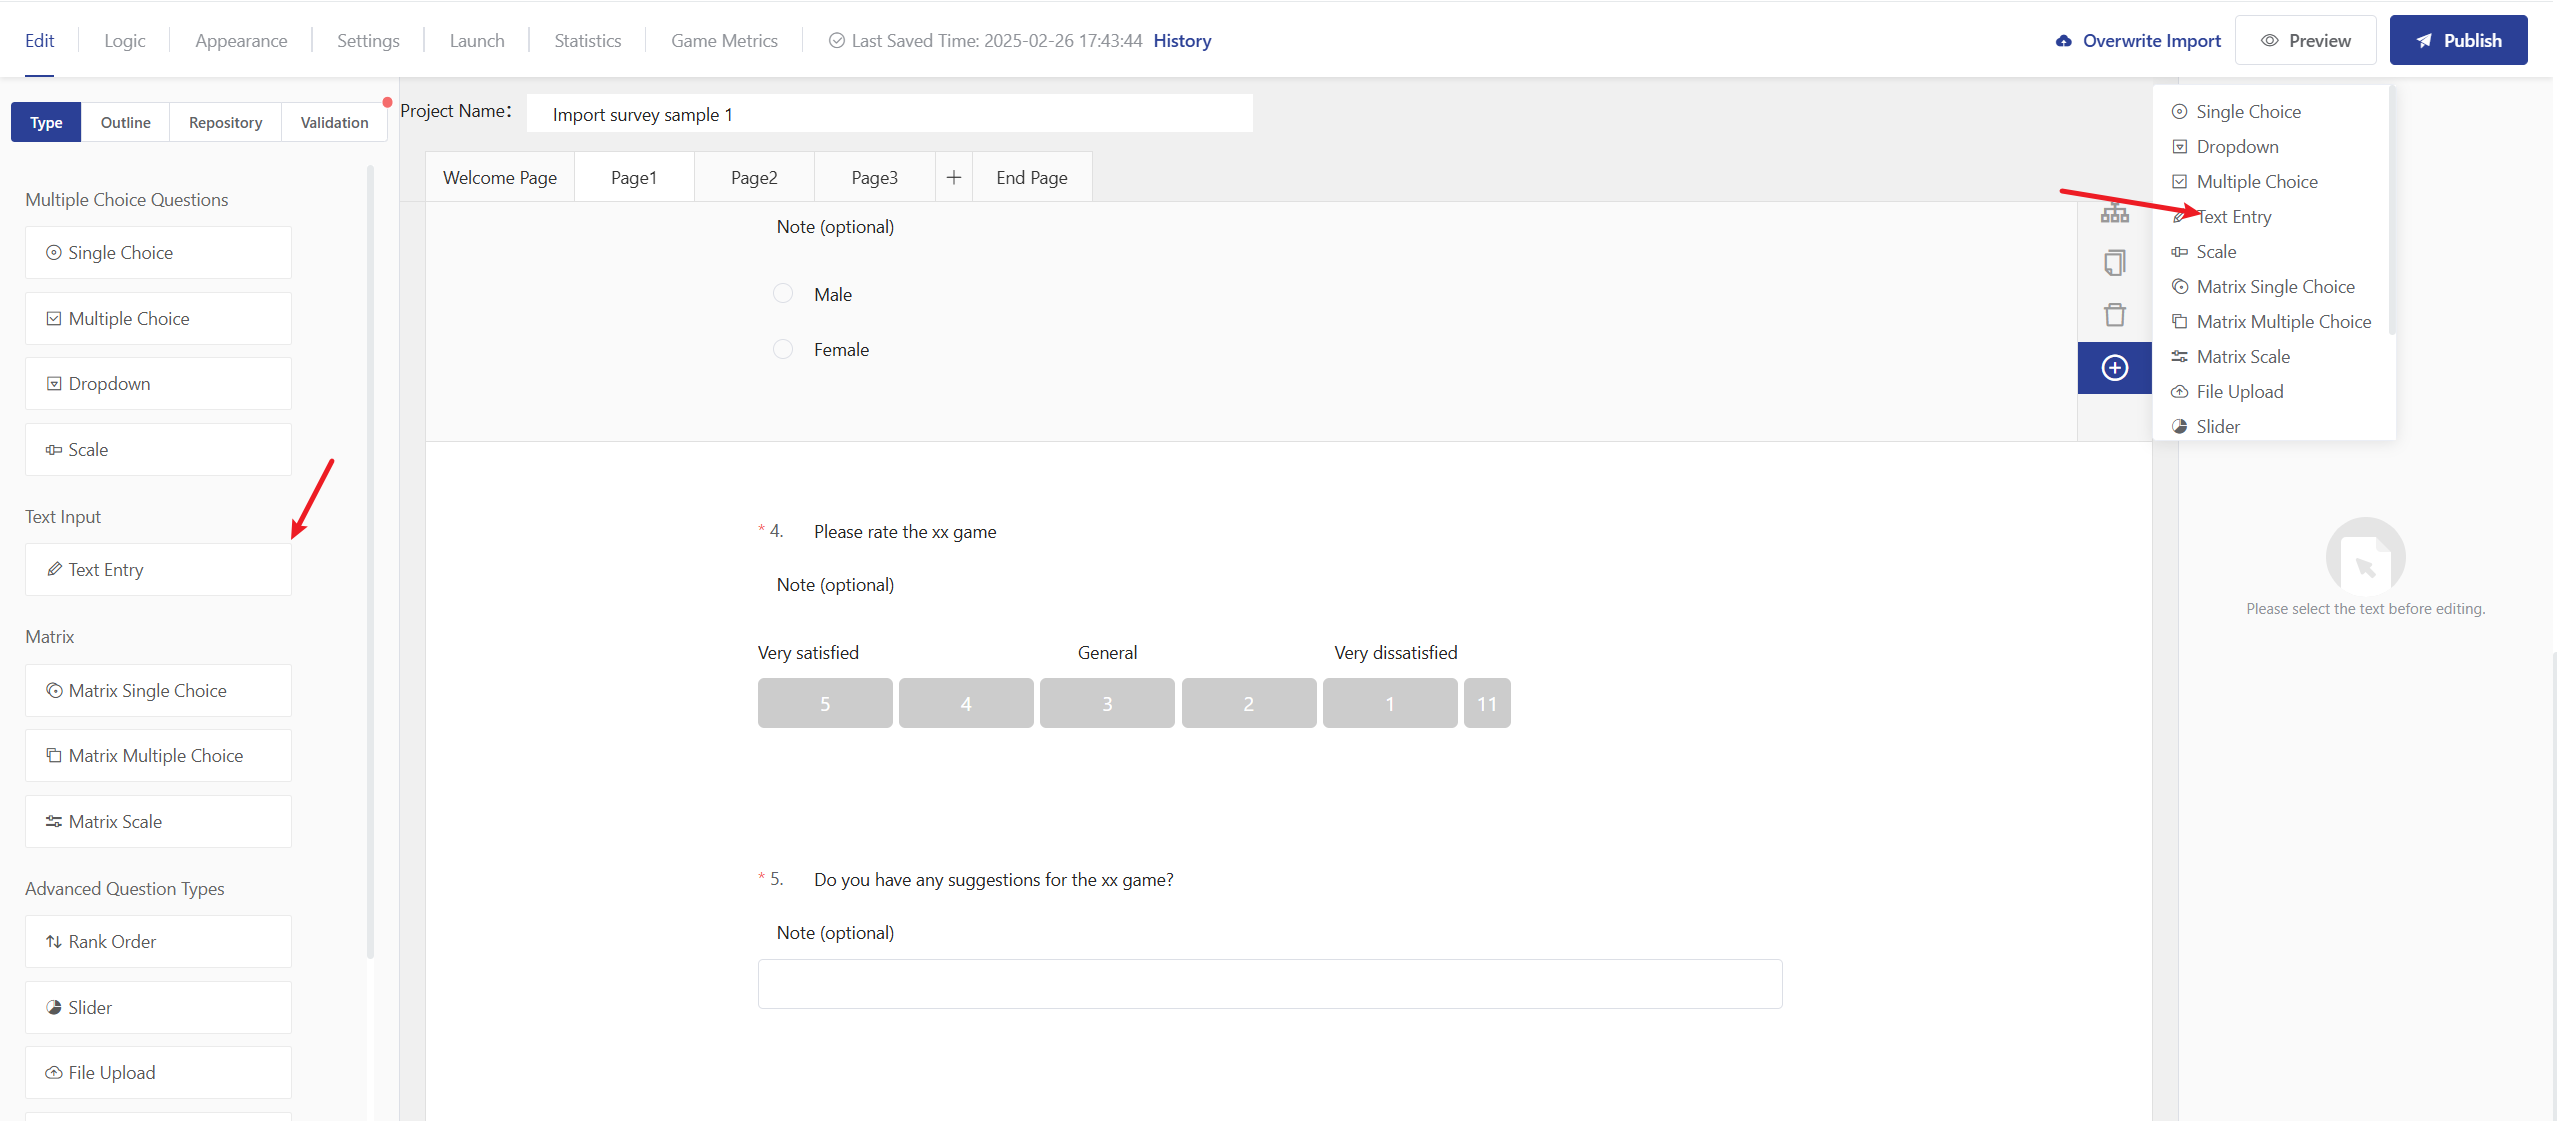 Edit Logic Appearance Settings Launch Statistics Game Metrics Last Saved Time: 2025-02-26 17:43:44 History Overwrite Import Preview Publish
Type Outline Repository Validation
Multiple Choice Questions
Single Choice
Multiple Choice
Dropdown
Scale
Text Input
Text Entry
Matrix
Matrix Single Choice
Matrix Multiple Choice
Matrix Scale
Advanced Question Types
Rank Order
Slider
File Upload
Project Name： Import survey sample 1
Welcome Page Page1 Page2 Page3 + End Page
Note (optional)
Male
Female
* 4. Please rate the xx game
Note (optional)
Very satisfied General Very dissatisfied
5 4 3 2 1 11
* 5. Do you have any suggestions for the xx game?
Note (optional)
Single Choice
Dropdown
Multiple Choice
Text Entry
Scale
Matrix Single Choice
Matrix Multiple Choice
Matrix Scale
File Upload
Slider
Please select the text before editing.